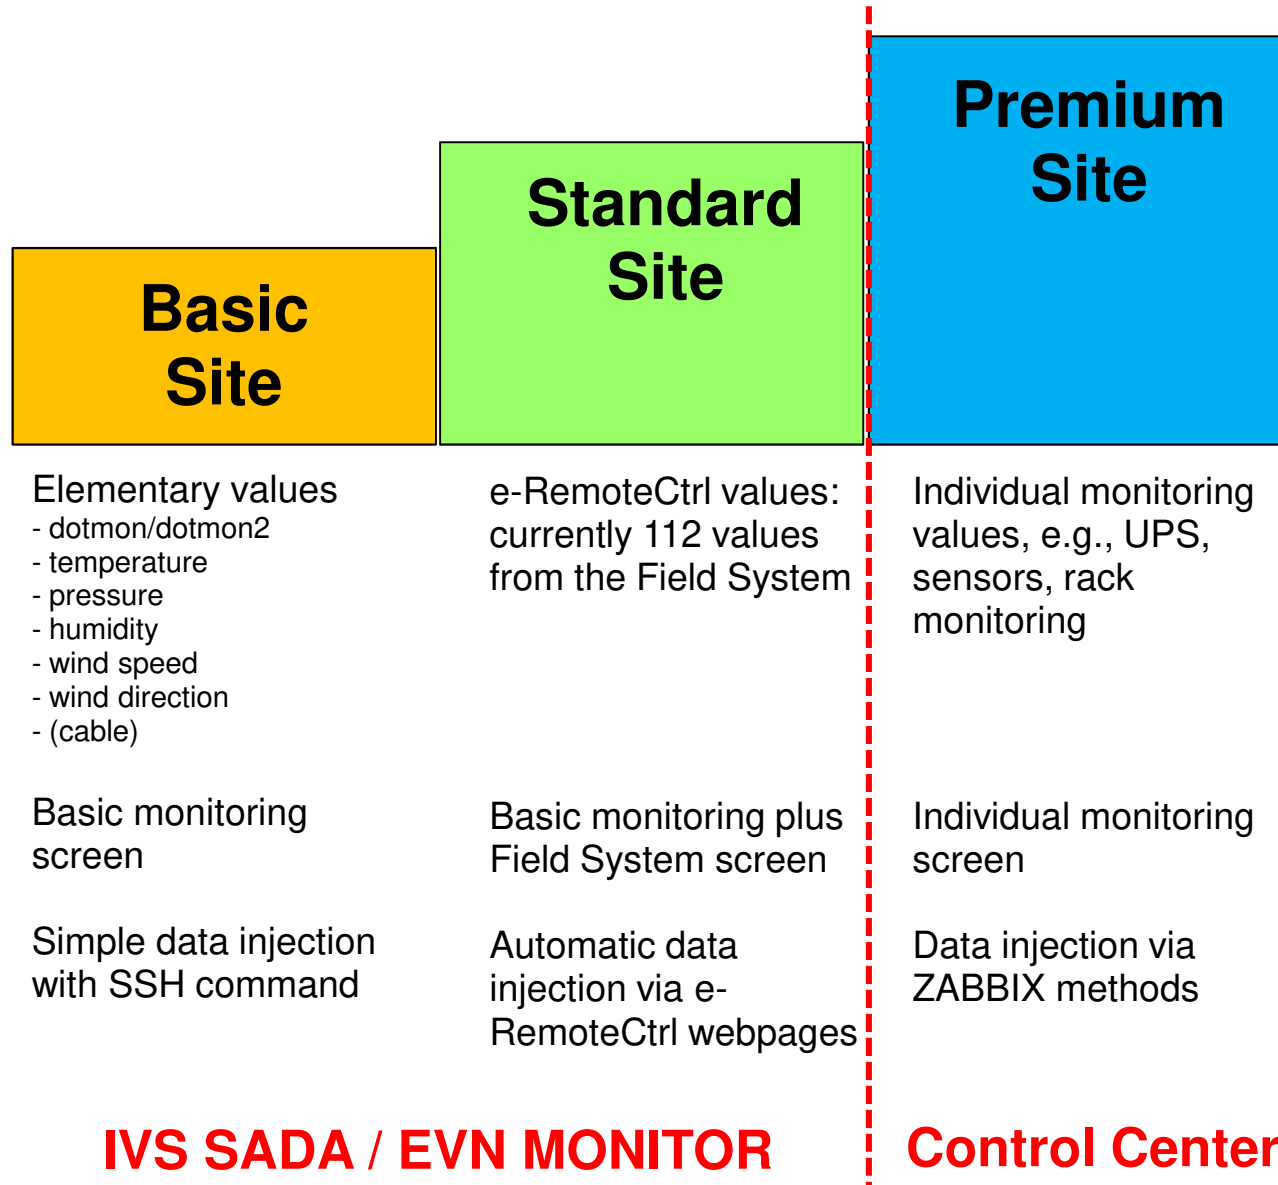 Premium
Site
Standard
Site
Basic
Site
Elementary values
- dotmon/dotmon2
- temperature
- pressure
- humidity
- wind speed
- wind direction
- (cable)
Basic monitoring
screen
Simple data injection
with SSH command
e-RemoteCtrl values:
currently 112 values
from the Field System
Basic monitoring plus
Field System screen
Automatic data
injection via e-
RemoteCtrl webpages
Individual monitoring
values, e.g., UPS,
sensors, rack
monitoring
Individual monitoring
screen
Data injection via
ZABBIX methods
IVS SADA / EVN MONITOR
Control Center